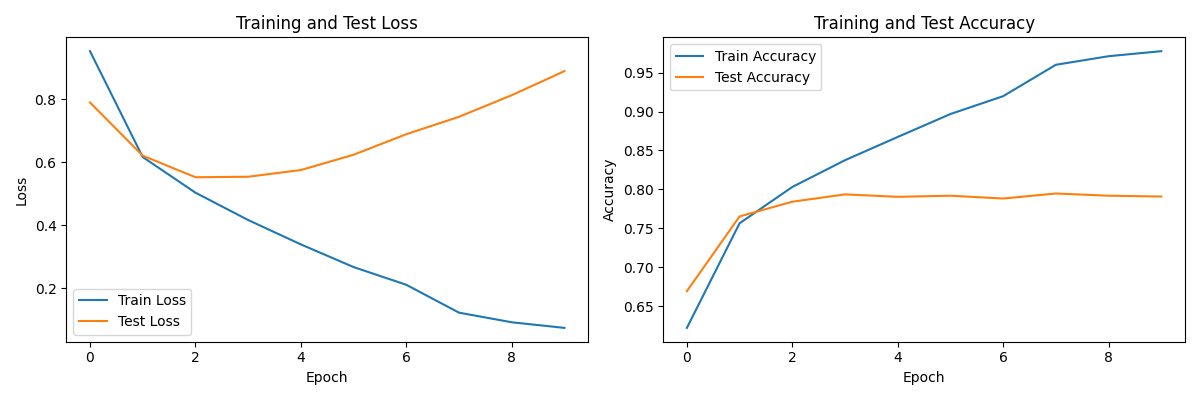 Training and Test Loss
Loss
0.8
0.6
0.4
0.2
Train Loss
Test Loss
0 2 4 6 8
Epoch
Training and Test Accuracy
Accuracy
0.95
0.90
0.85
0.80
0.75
0.70
0.65
Train Accuracy
Test Accuracy
0 2 4 6 8
Epoch